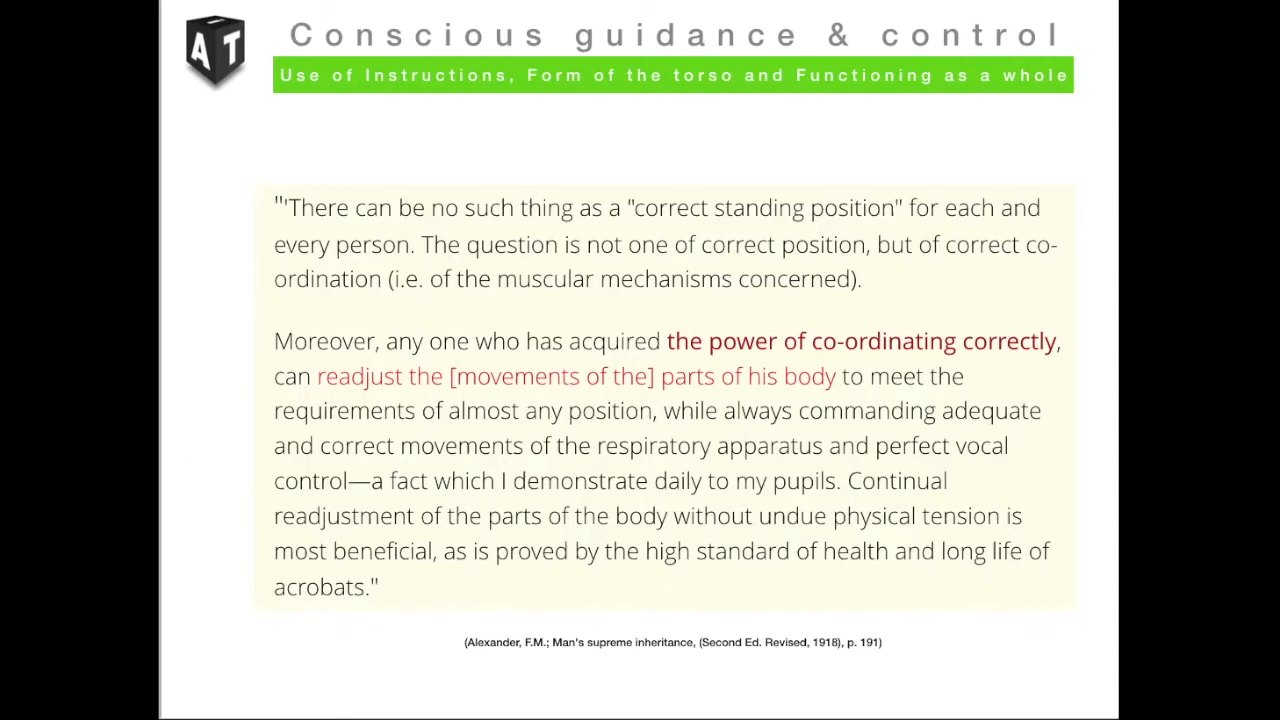 AT
Conscious guidance & control
Use of Instructions, Form of the torso and Functioning as a whole
"'There can be no such thing as a "correct standing position" for each and
every person. The question is not one of correct position, but of correct co-
ordination (i.e. of the muscular mechanisms concerned).
Moreover, any one who has acquired the power of co-ordinating correctly,
can readjust the [movements of the] parts of his body to meet the
requirements of almost any position, while always commanding adequate
and correct movements of the respiratory apparatus and perfect vocal
control—a fact which I demonstrate daily to my pupils. Continual
readjustment of the parts of the body without undue physical tension is
most beneficial, as is proved by the high standard of health and long life of
acrobats."
(Alexander, F.M.; Man's supreme inheritance, (Second Ed. Revised, 1918), p. 191)